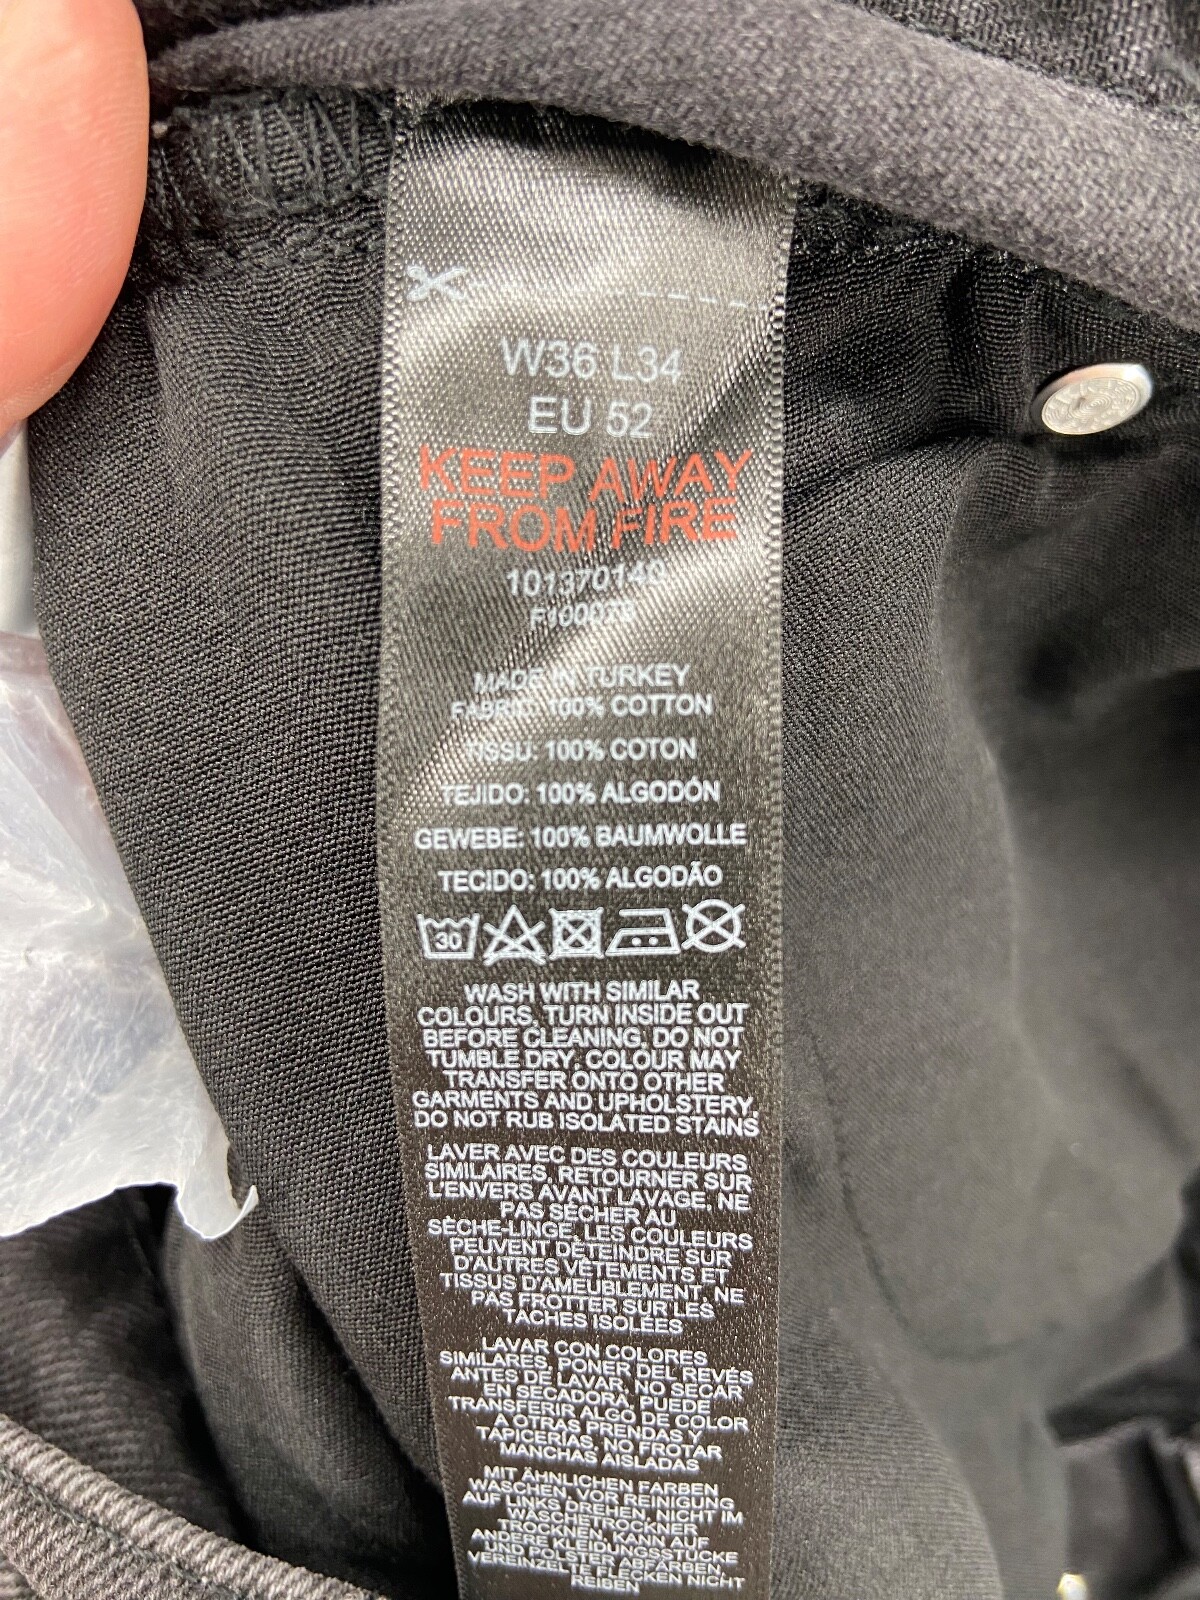 W36 L34
EU 52
KEEP AWAY
FROM FIRE
101370140
F100078
MADE IN TURKEY
FABRIC: 100% COTTON
TISSU: 100% COTON
TEJIDO: 100% ALGODÓN
GEWEBE: 100% BAUMWOLLE
TECIDO: 100% ALGODÃO
30
WASH WITH SIMILAR
COLOURS, TURN INSIDE OUT
BEFORE CLEANING. DO NOT
TUMBLE DRY. COLOUR MAY
TRANSFER ONTO OTHER
GARMENTS AND UPHOLSTERY.
DO NOT RUB ISOLATED STAINS
LAVER AVEC DES COULEURS
SIMILAIRES, RETOURNER SUR
L'ENVERS AVANT LAVAGE, NE
PAS SÉCHER AU
SÈCHE-LINGE, LES COULEURS
PEUVENT DÉTEINDRE SUR
D'AUTRES VÊTEMENTS ET
TISSUS D'AMEUBLEMENT, NE
PAS FROTTER SUR LES
TACHES ISOLÉES
LAVAR CON COLORES
SIMILARES, PONER DEL REVÉS
ANTES DE LAVAR, NO SECAR
EN SECADORA, PUEDE
TRANSFERIR ALGO DE COLOR
A OTRAS PRENDAS Y
TAPICERÍAS, NO FROTAR
MANCHAS AISLADAS
MIT ÄHNLICHEN FARBEN
WASCHEN, VOR REINIGUNG
AUF LINKS DREHEN, NICHT IM
WÄSCHETROCKNER
TROCKNEN, KANN AUF
ANDERE KLEIDUNGSSTÜCKE
UND POLSTER ABFÄRBEN,
VEREINZELTE FLECKEN NICHT
REIBEN